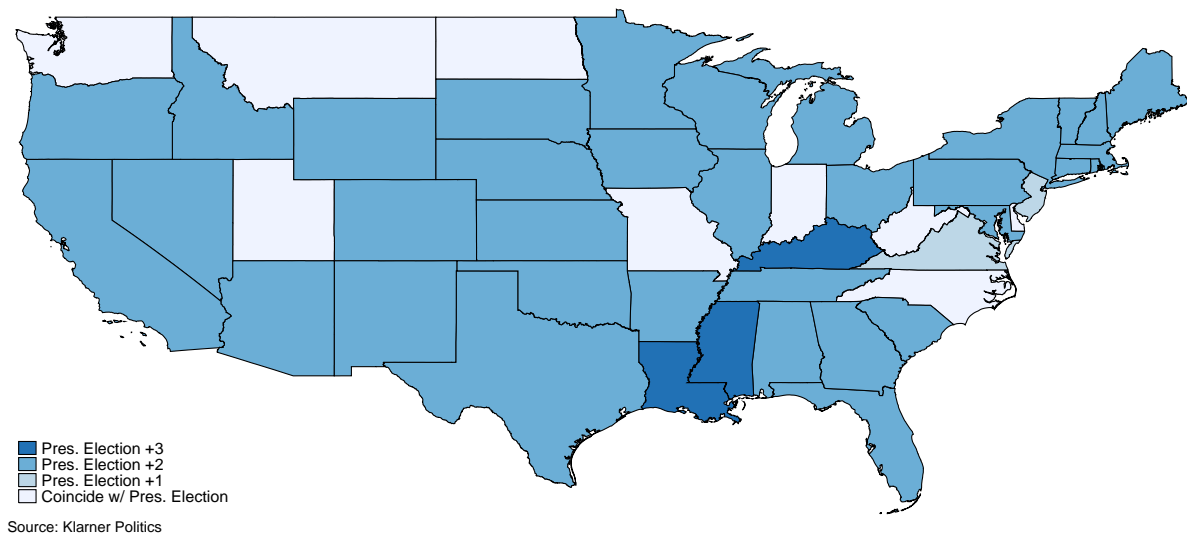 Pres. Election +3
Pres. Election +2
Pres. Election +1
Coincide w/ Pres. Election
Source: Klarner Politics